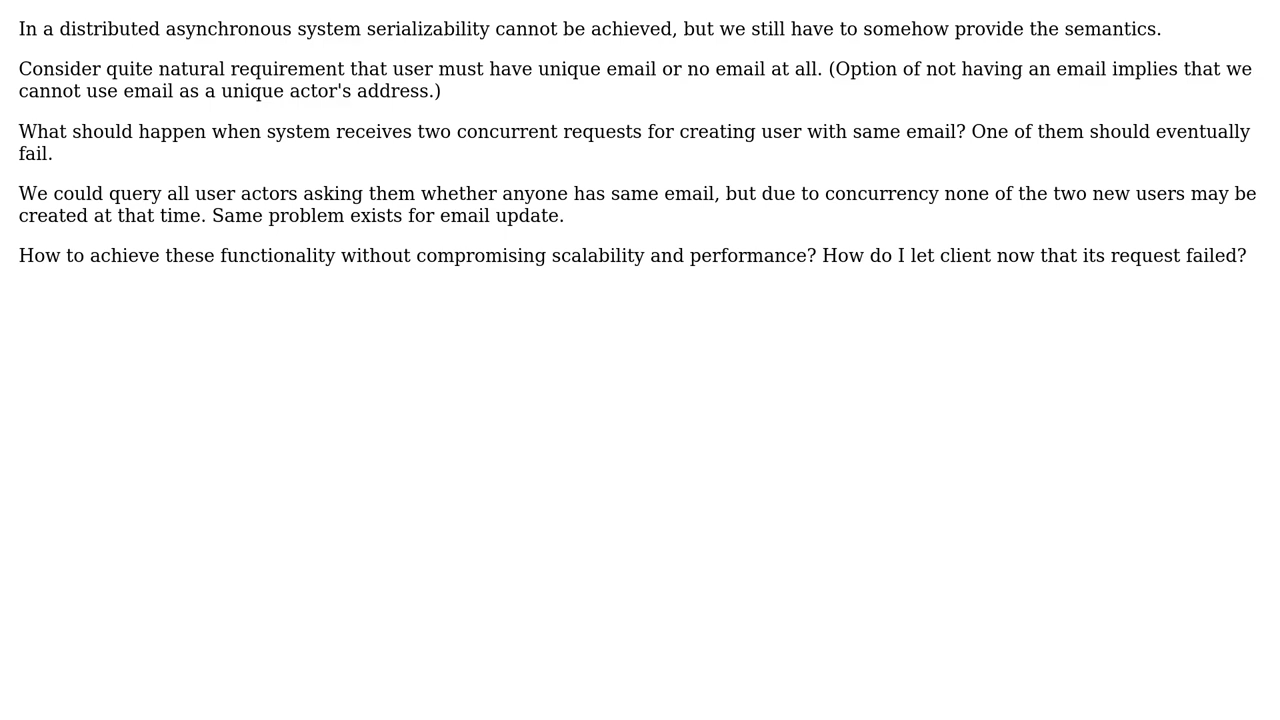 In a distributed asynchronous system serializability cannot be achieved, but we still have to somehow provide the semantics.
Consider quite natural requirement that user must have unique email or no email at all. (Option of not having an email implies that we
cannot use email as a unique actor's address.)
What should happen when system receives two concurrent requests for creating user with same email? One of them should eventually
fail.
We could query all user actors asking them whether anyone has same email, but due to concurrency none of the two new users may be
created at that time. Same problem exists for email update.
How to achieve these functionality without compromising scalability and performance? How do I let client now that its request failed?